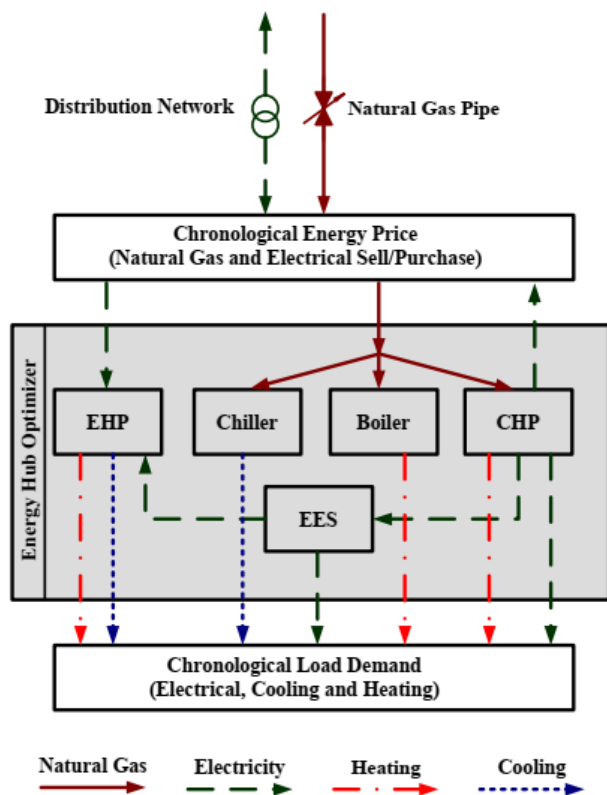 Distribution Network
Natural Gas Pipe
Chronological Energy Price
(Natural Gas and Electrical Sell/Purchase)
Energy Hub Optimizer
EHP
Chiller
Boiler
CHP
EES
Chronological Load Demand
(Electrical, Cooling and Heating)
Natural Gas
Electricity
Heating
Cooling